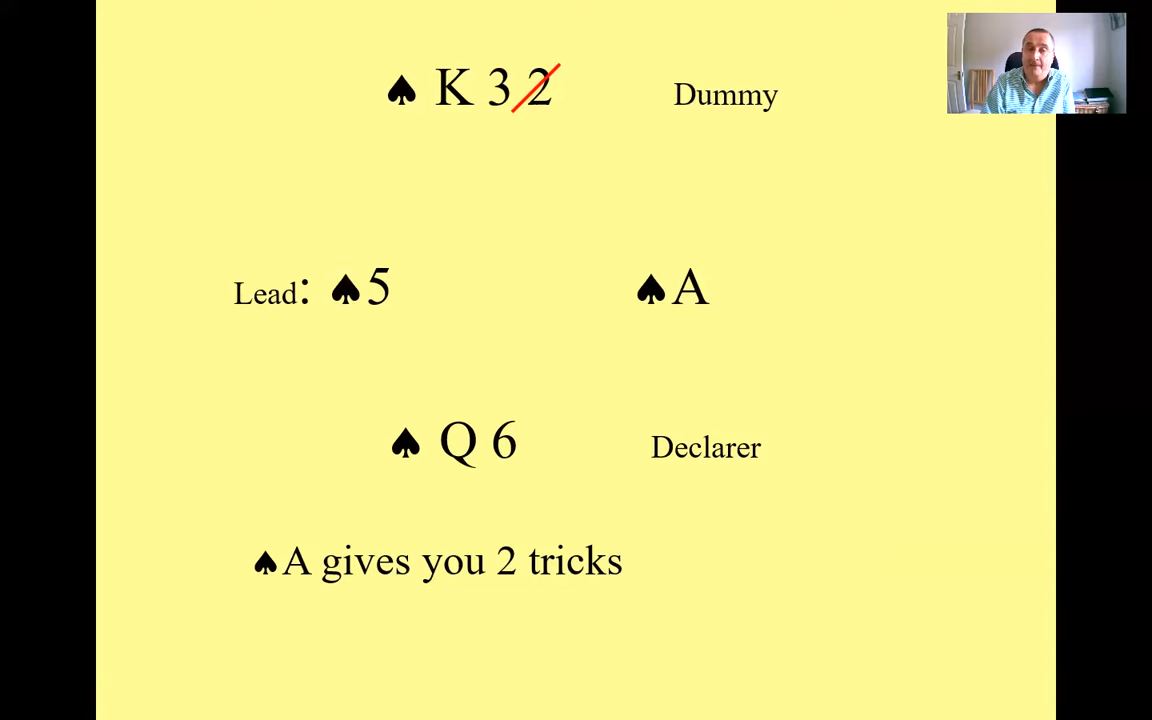 ♠ K 3 2 Dummy
Lead: ♠5 ♠A
♠ Q 6 Declarer
♠A gives you 2 tricks